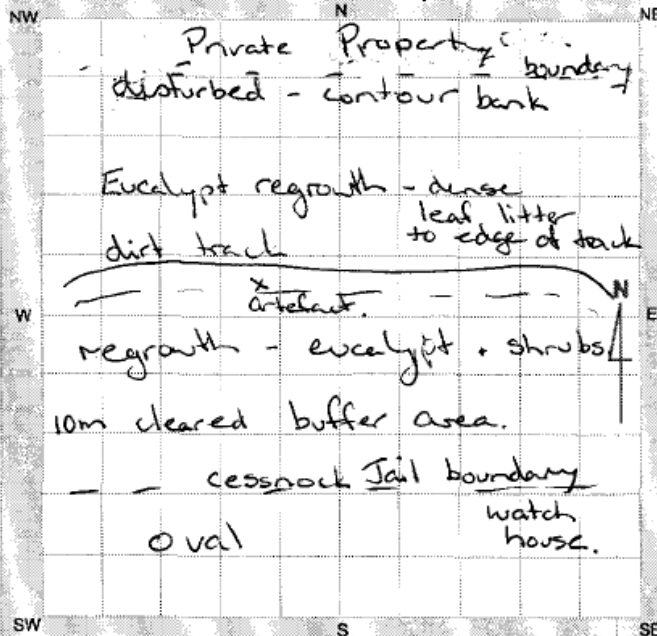 NW N NE
Private Property
boundary
disturbed - contour bank
Eucalypt regrowth - dense
leaf litter
to edge of track
dirt track
x
artefact.
N
W E
regrowth - eucalypt + shrubs
10m cleared buffer area.
cessnock Jail boundary
watch
house.
Oval
SW S SE